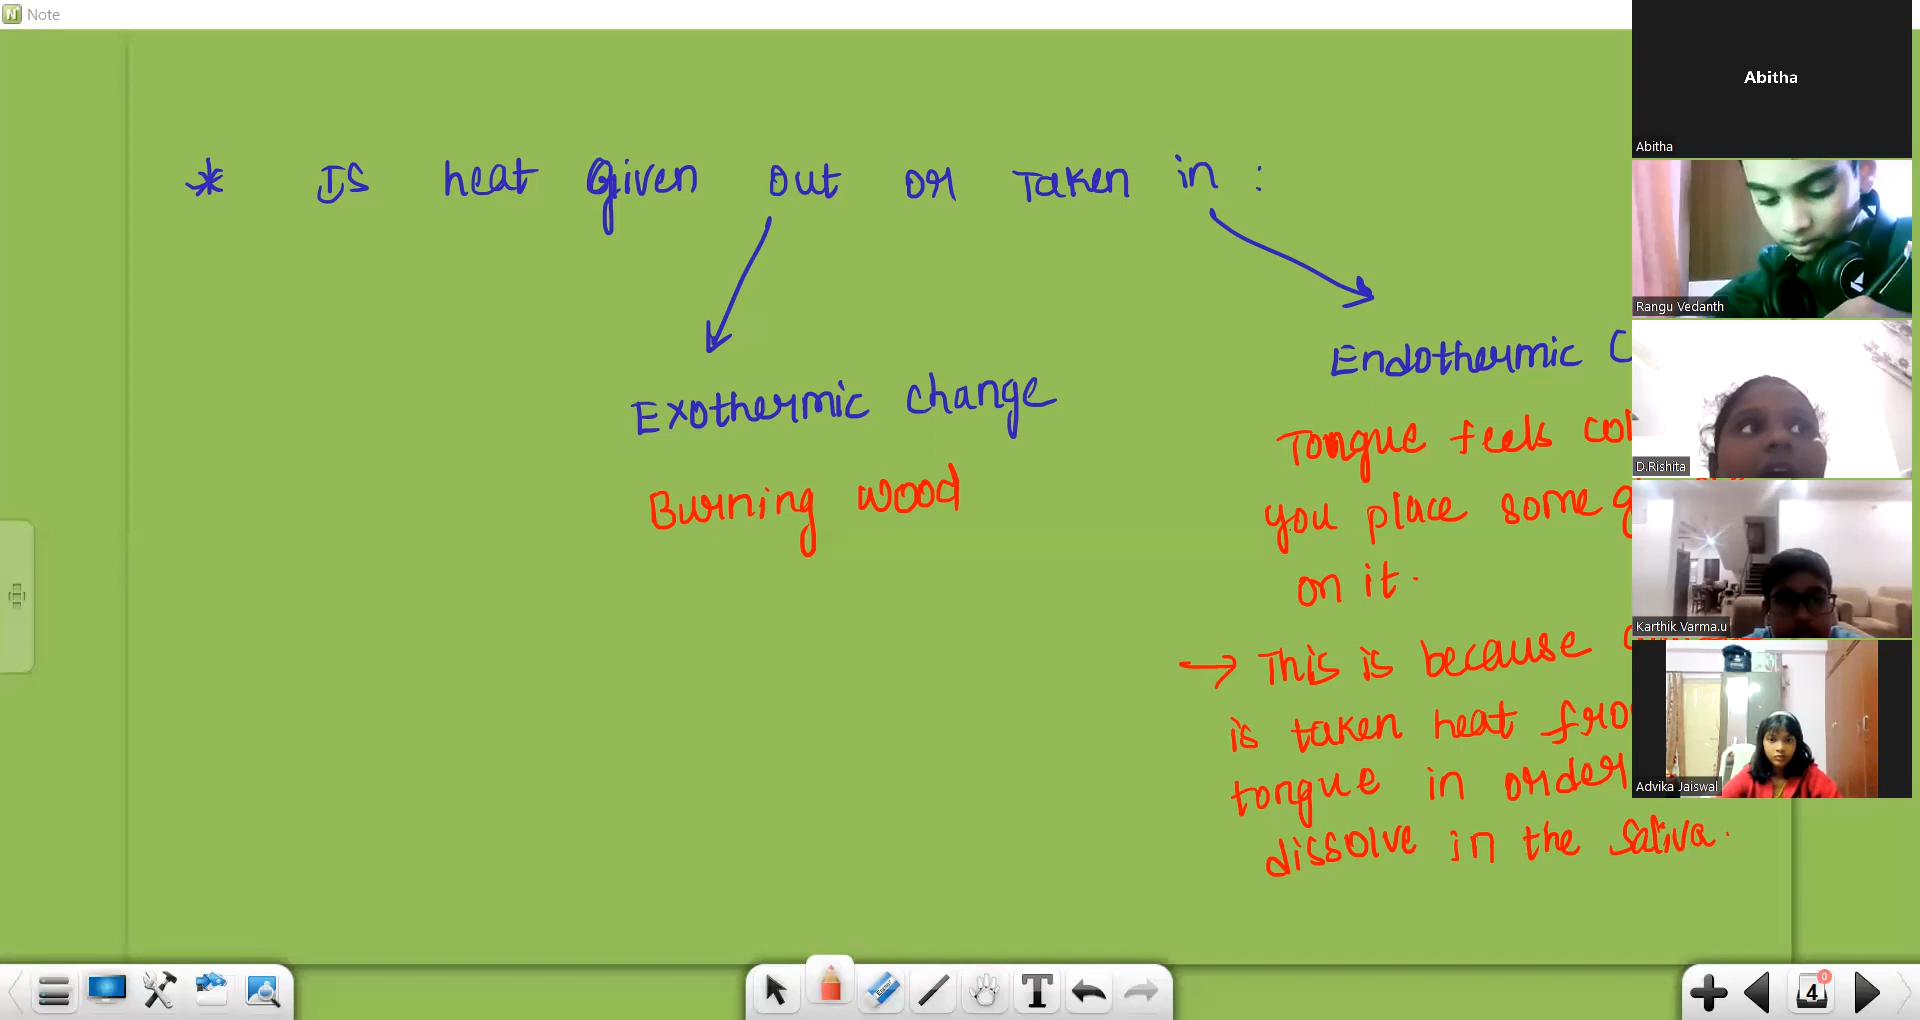 Note
* Is heat Given out or Taken in :
Exothermic change
Endothermic
Burning wood
Tongue feels
you place some
on it.
→ This is because
is taken heat
tongue in order
dissolve in the Saliva.
Abitha
Abitha
Rangu Vedanth
D.Rishita
Karthik Varma.u
Advika Jaiswal
T
4
0